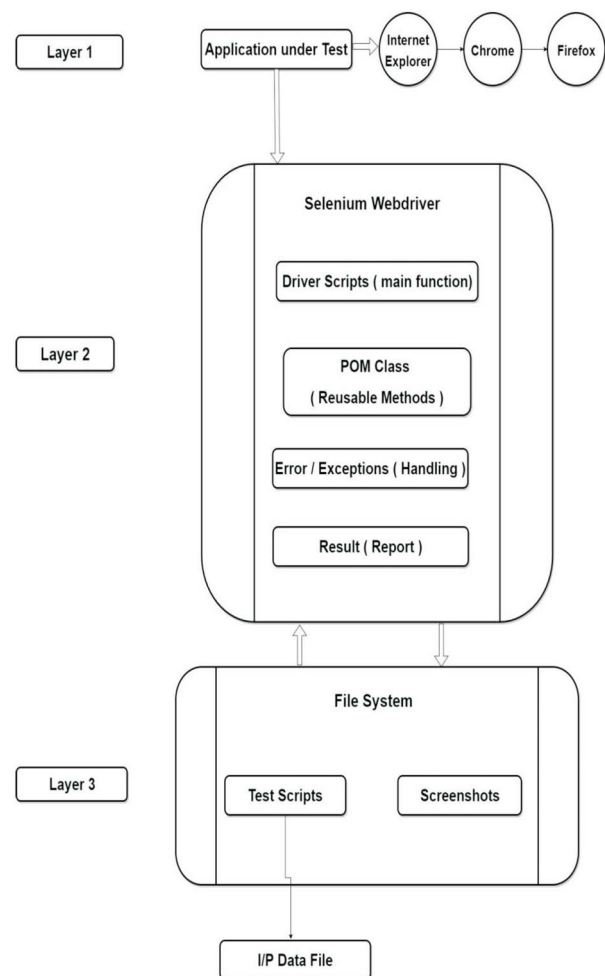 Layer 1
Application under Test
Internet
Explorer
Chrome
Firefox
Selenium Webdriver
Driver Scripts ( main function)
Layer 2
POM Class
( Reusable Methods )
Error / Exceptions ( Handling )
Result ( Report )
File System
Layer 3
Test Scripts
Screenshots
I/P Data File